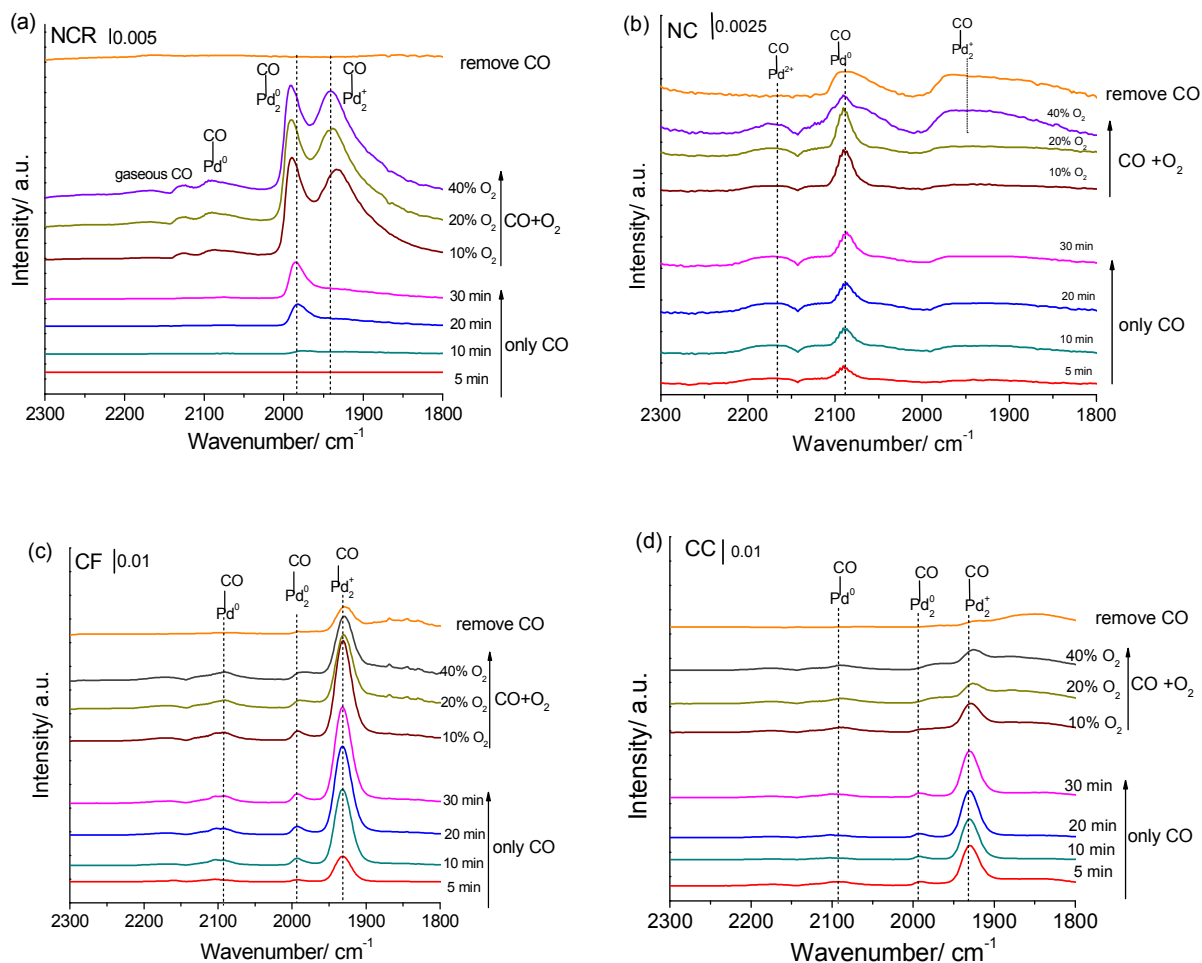 (a) NCR 0.005
remove CO
CO
Pd₂⁰
CO
Pd₂⁺
CO
Pd⁰
gaseous CO
40% O₂
20% O₂
10% O₂
CO+O₂
30 min
20 min
10 min
5 min
only CO
Intensity/ a.u.
2300 2200 2100 2000 1900 1800
Wavenumber/ cm⁻¹
(b) NC 0.0025
CO
Pd²⁺
CO
Pd⁰
CO
Pd₂⁺
remove CO
40% O₂
20% O₂
10% O₂
CO +O₂
30 min
20 min
10 min
5 min
only CO
Intensity/ a.u.
2300 2200 2100 2000 1900 1800
Wavenumber/ cm⁻¹
(c) CF 0.01
CO
Pd⁰
CO
Pd₂⁰
CO
Pd₂⁺
remove CO
40% O₂
20% O₂
10% O₂
CO+O₂
30 min
20 min
10 min
5 min
only CO
Intensity/ a.u.
2300 2200 2100 2000 1900 1800
Wavenumber/ cm⁻¹
(d) CC 0.01
CO
Pd⁰
CO
Pd₂⁰
CO
Pd₂⁺
remove CO
40% O₂
20% O₂
10% O₂
CO +O₂
30 min
20 min
10 min
5 min
only CO
Intensity/ a.u.
2300 2200 2100 2000 1900 1800
Wavenumber/ cm⁻¹